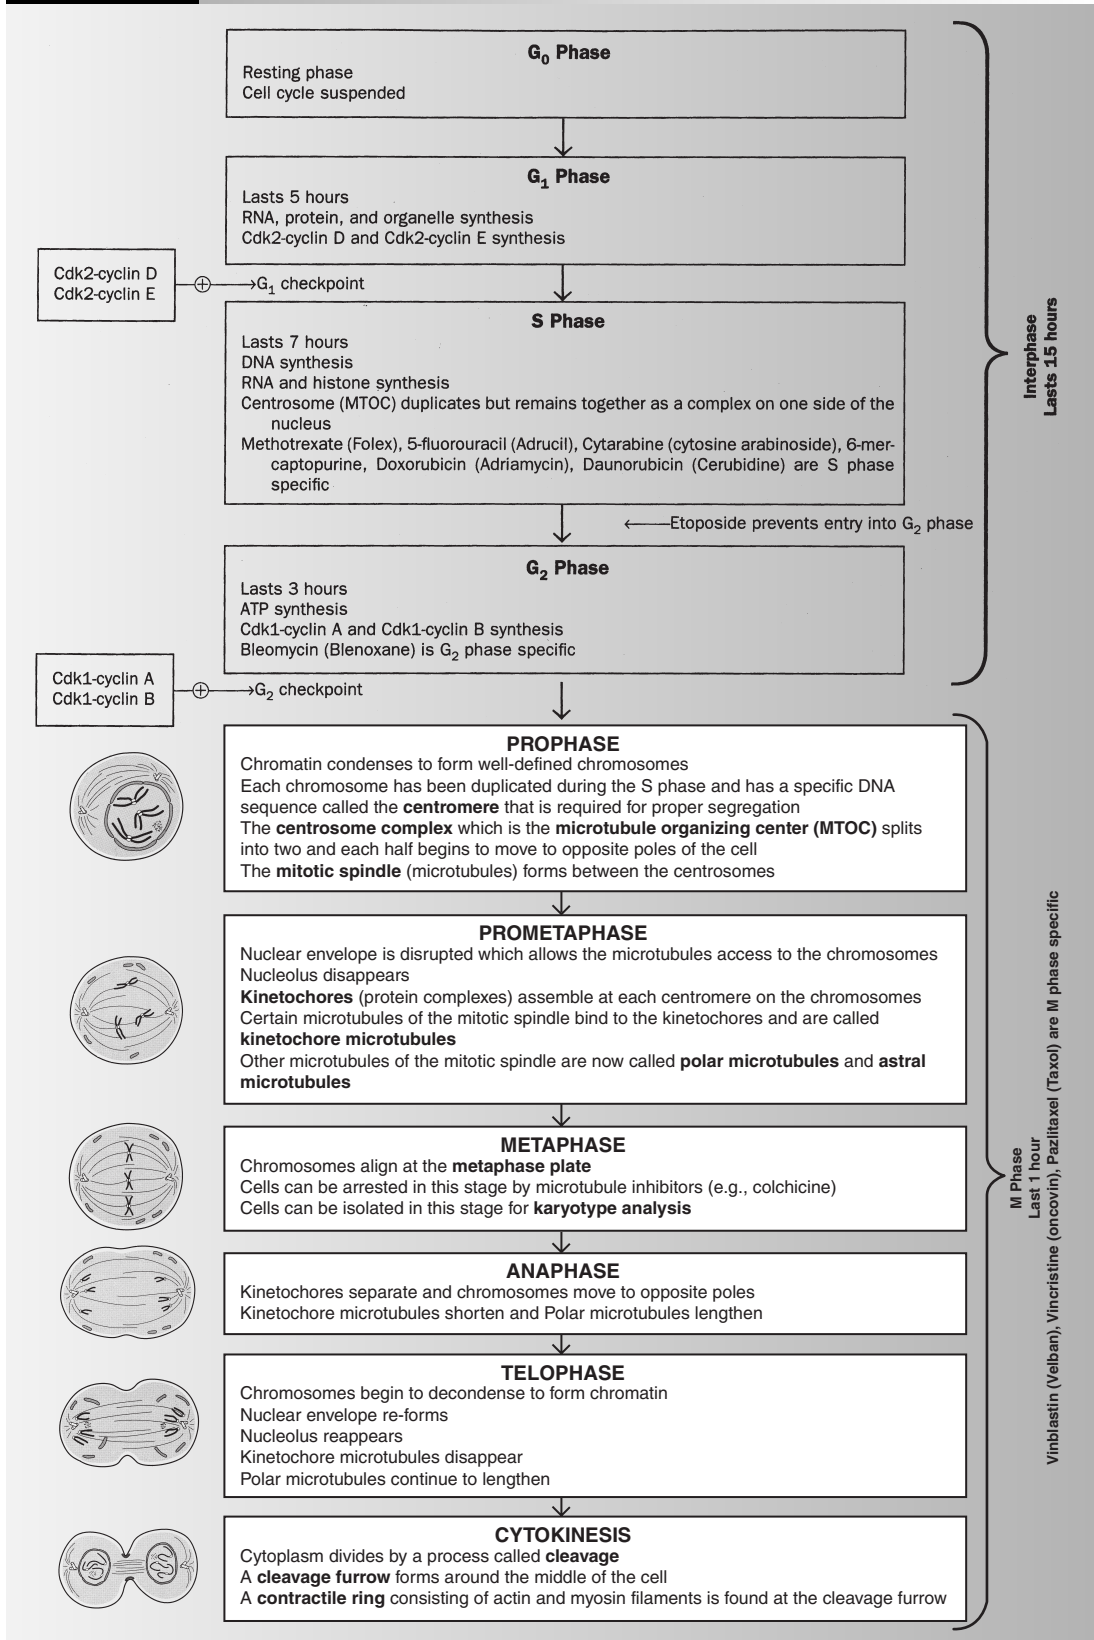 G₀ Phase
Resting phase
Cell cycle suspended
G₁ Phase
Lasts 5 hours
RNA, protein, and organelle synthesis
Cdk2-cyclin D and Cdk2-cyclin E synthesis
Cdk2-cyclin D
Cdk2-cyclin E
G₁ checkpoint
S Phase
Lasts 7 hours
DNA synthesis
RNA and histone synthesis
Centrosome (MTOC) duplicates but remains together as a complex on one side of the
nucleus
Methotrexate (Folex), 5-fluorouracil (Adrucil), Cytarabine (cytosine arabinoside), 6-mer-
captopurine, Doxorubicin (Adriamycin), Daunorubicin (Cerubidine) are S phase
specific
Etoposide prevents entry into G₂ phase
G₂ Phase
Lasts 3 hours
ATP synthesis
Cdk1-cyclin A and Cdk1-cyclin B synthesis
Bleomycin (Blenoxane) is G₂ phase specific
Interphase
Lasts 15 hours
Cdk1-cyclin A
Cdk1-cyclin B
G₂ checkpoint
PROPHASE
Chromatin condenses to form well-defined chromosomes
Each chromosome has been duplicated during the S phase and has a specific DNA
sequence called the centromere that is required for proper segregation
The centrosome complex which is the microtubule organizing center (MTOC) splits
into two and each half begins to move to opposite poles of the cell
The mitotic spindle (microtubules) forms between the centrosomes
PROMETAPHASE
Nuclear envelope is disrupted which allows the microtubules access to the chromosomes
Nucleolus disappears
Kinetochores (protein complexes) assemble at each centromere on the chromosomes
Certain microtubules of the mitotic spindle bind to the kinetochores and are called
kinetochore microtubules
Other microtubules of the mitotic spindle are now called polar microtubules and astral
microtubules
METAPHASE
Chromosomes align at the metaphase plate
Cells can be arrested in this stage by microtubule inhibitors (e.g., colchicine)
Cells can be isolated in this stage for karyotype analysis
ANAPHASE
Kinetochores separate and chromosomes move to opposite poles
Kinetochore microtubules shorten and Polar microtubules lengthen
TELOPHASE
Chromosomes begin to decondense to form chromatin
Nuclear envelope re-forms
Nucleolus reappears
Kinetochore microtubules disappear
Polar microtubules continue to lengthen
CYTOKINESIS
Cytoplasm divides by a process called cleavage
A cleavage furrow forms around the middle of the cell
A contractile ring consisting of actin and myosin filaments is found at the cleavage furrow
M Phase
Last 1 hour
Vinblastin (Velban), Vincristine (oncovin), Pazlitaxel (Taxol) are M phase specific